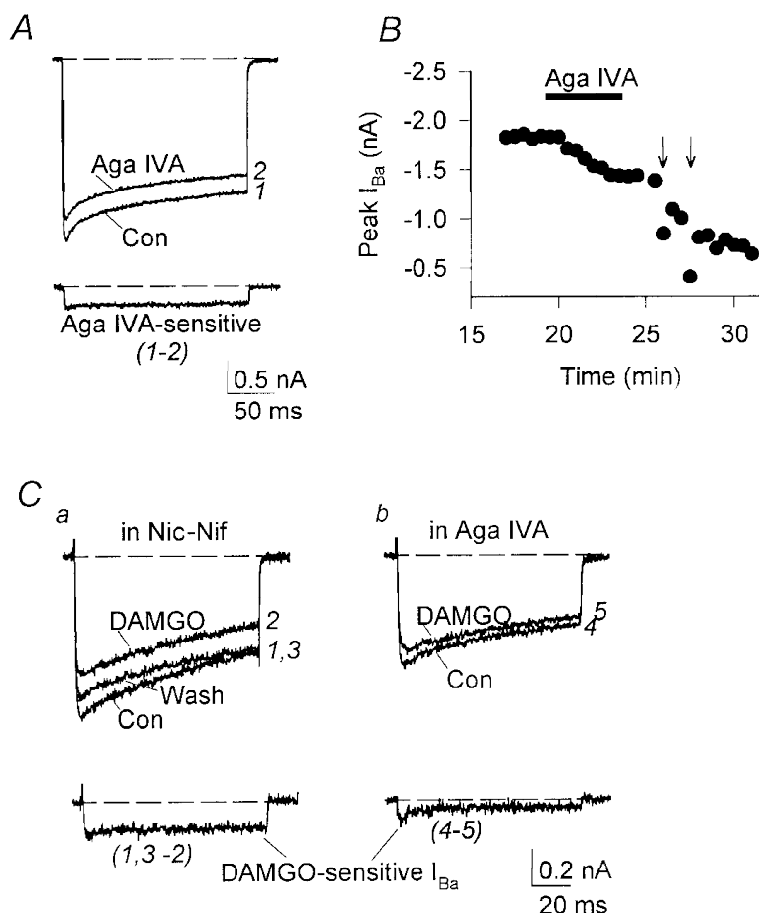 A
Aga IVA
2
1
Con
Aga IVA-sensitive
(1-2)
0.5 nA
50 ms
B
Aga IVA
Peak I_Ba (nA)
-2.5
-2.0
-1.5
-1.0
-0.5
15 20 25 30
Time (min)
C
a
in Nic-Nif
DAMGO
2
1,3
Wash
Con
(1,3 -2)
b
in Aga IVA
DAMGO
5
4
Con
(4-5)
DAMGO-sensitive I_Ba
0.2 nA
20 ms